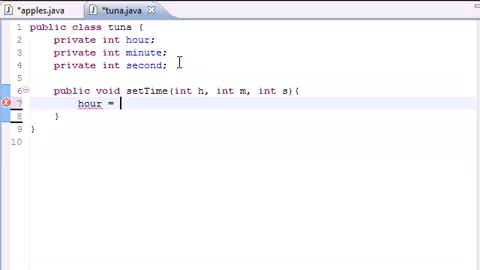 *apples.java *tuna.java
1 public class tuna {
2 private int hour;
3 private int minute;
4 private int second;
5
6 public void setTime(int h, int m, int s){
7 hour =
8 }
9 }
10